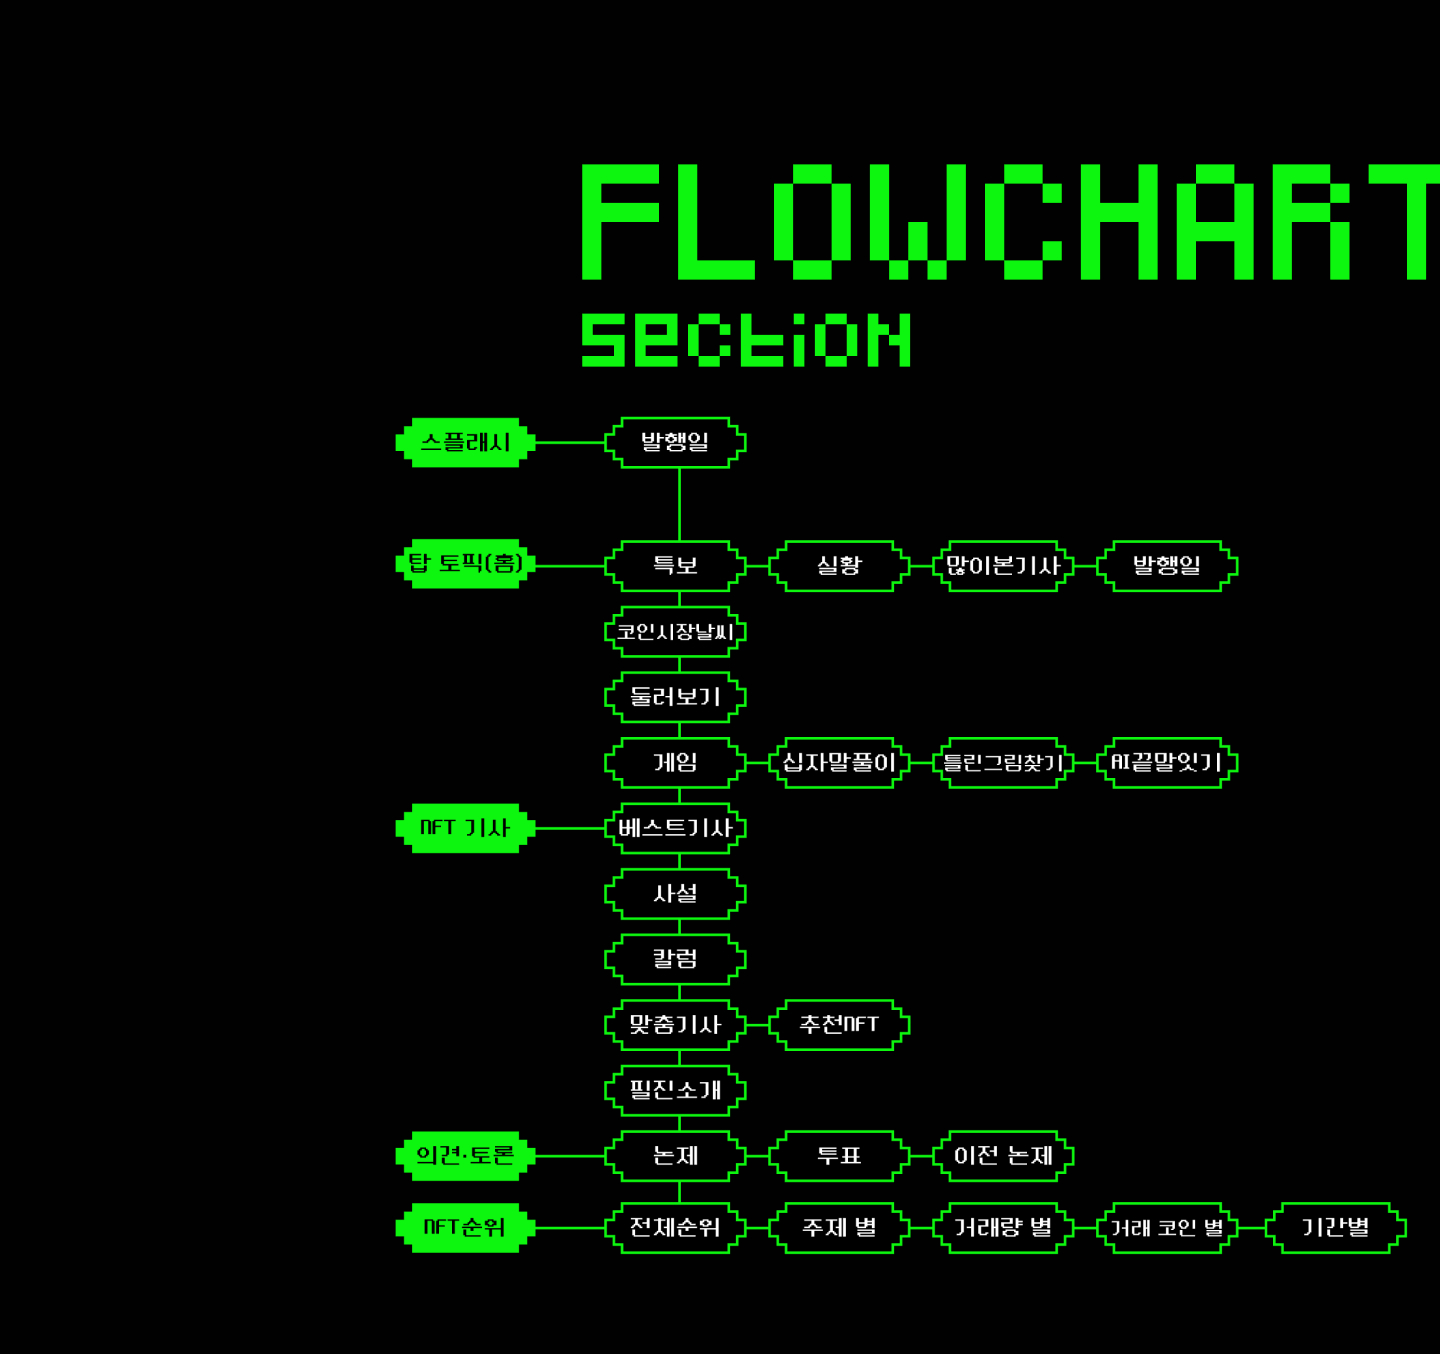 FLOWCHART
Section
스플래시 발행일
탑 토픽(홈) 특보 실황 많이본기사 발행일
코인시장날씨
둘러보기
게임 십자말풀이 틀린그림찾기 AI끝말잇기
NFT 기사 베스트기사
사설
칼럼
맞춤기사 추천NFT
필진소개
의견·토론 논제 투표 이전 논제
NFT순위 전체순위 주제 별 거래량 별 거래 코인 별 기간별